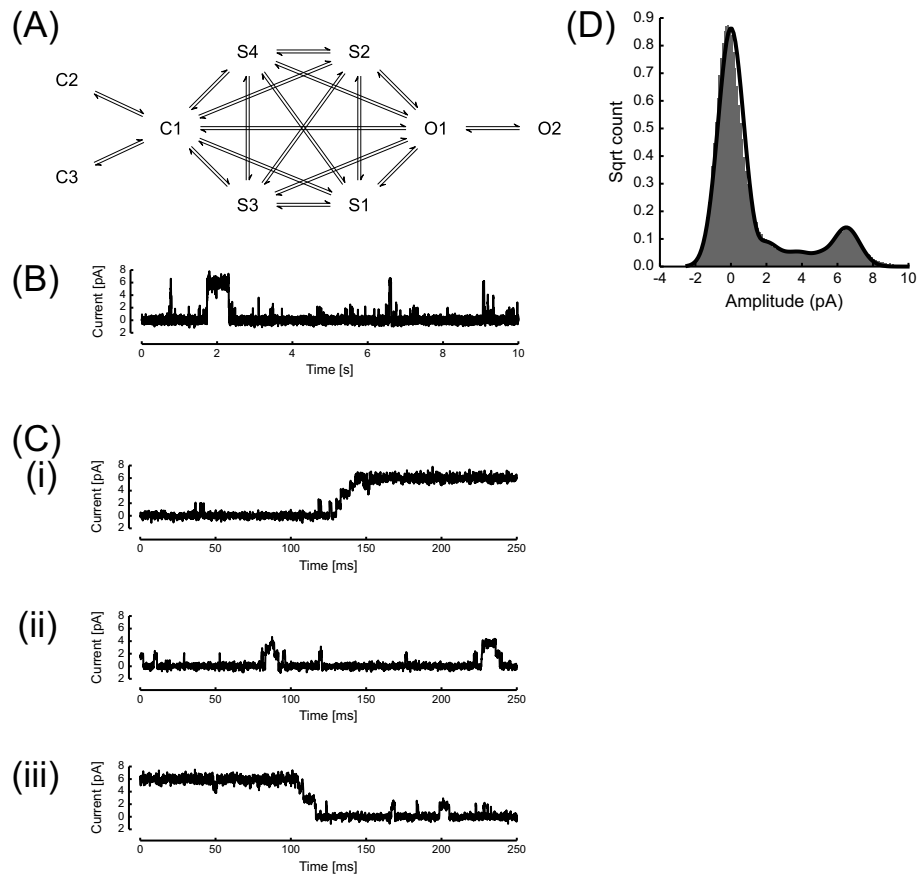 (A)
S4 S2
C2
C1 O1 O2
C3
S3 S1
(B)
Current [pA]
8
6
4
2
0
2
0 2 4 6 8 10
Time [s]
(C)
(i)
Current [pA]
8
6
4
2
0
2
0 50 100 150 200 250
Time [ms]
(ii)
Current [pA]
8
6
4
2
0
2
0 50 100 150 200 250
Time [ms]
(iii)
Current [pA]
8
6
4
2
0
2
0 50 100 150 200 250
Time [ms]
(D)
Sqrt count
0.9
0.8
0.7
0.6
0.5
0.4
0.3
0.2
0.1
0.0
-4 -2 0 2 4 6 8 10
Amplitude (pA)